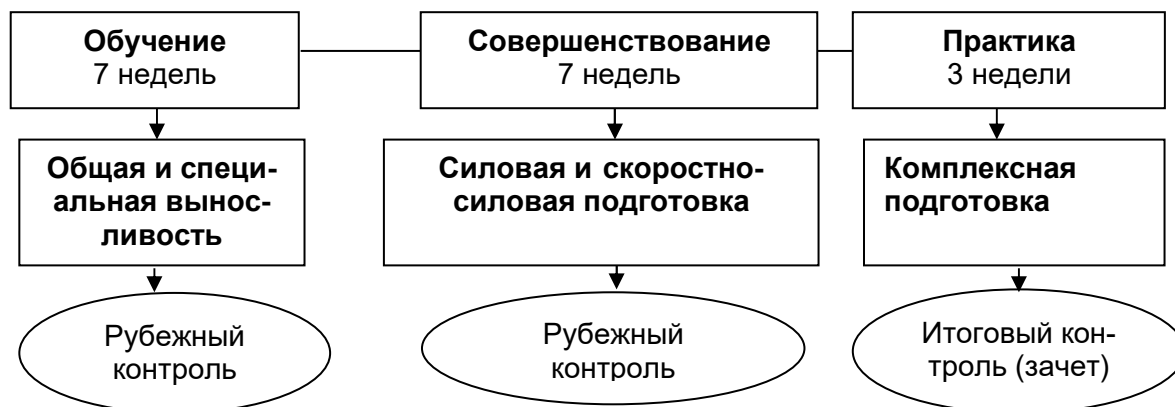 Обучение
7 недель
Совершенствование
7 недель
Практика
3 недели
Общая и специ-
альная вынос-
ливость
Силовая и скоростно-
силовая подготовка
Комплексная
подготовка
Рубежный
контроль
Рубежный
контроль
Итоговый кон-
троль (зачет)